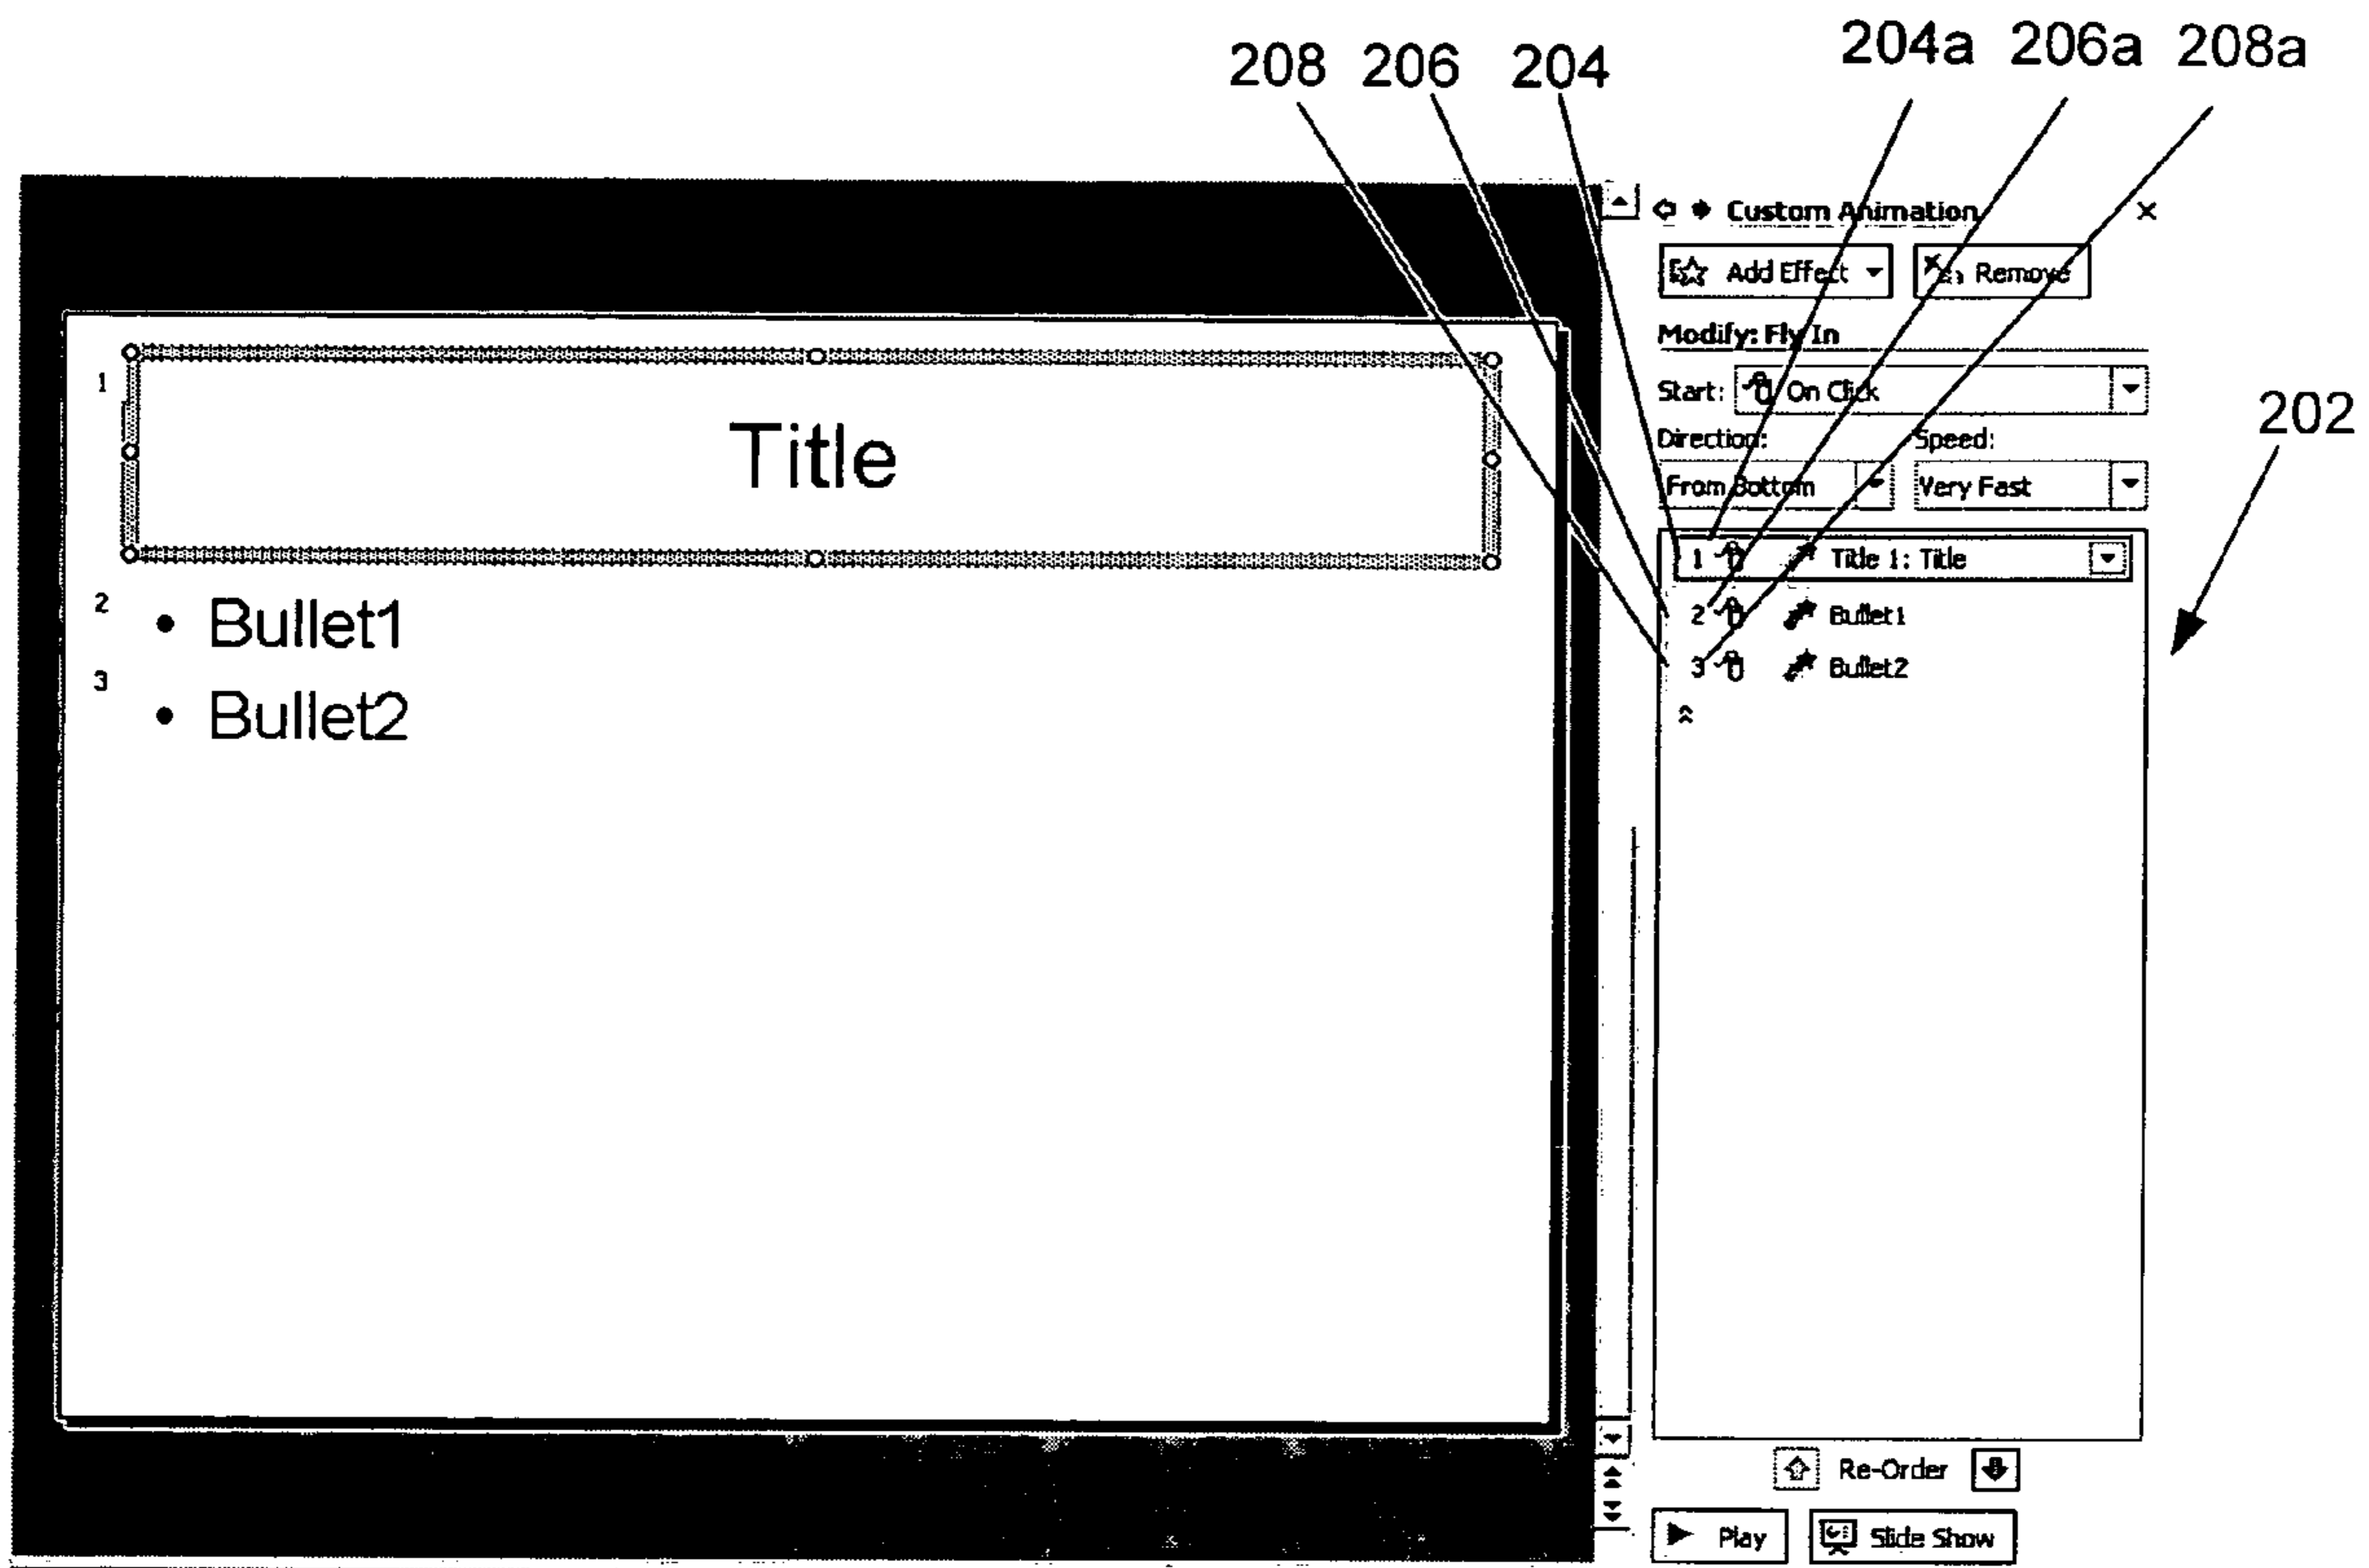 208 206 204 204a 206a 208a
Custom Animation
Add Effect Remove
Modify: Fly In
Start: On Click
202
Direction: Speed:
From Bottom Very Fast
1
Title
1 Title 1: Title
2 Bullet1
3 Bullet2
2
• Bullet1
3
• Bullet2
Re-Order
Play Slide Show